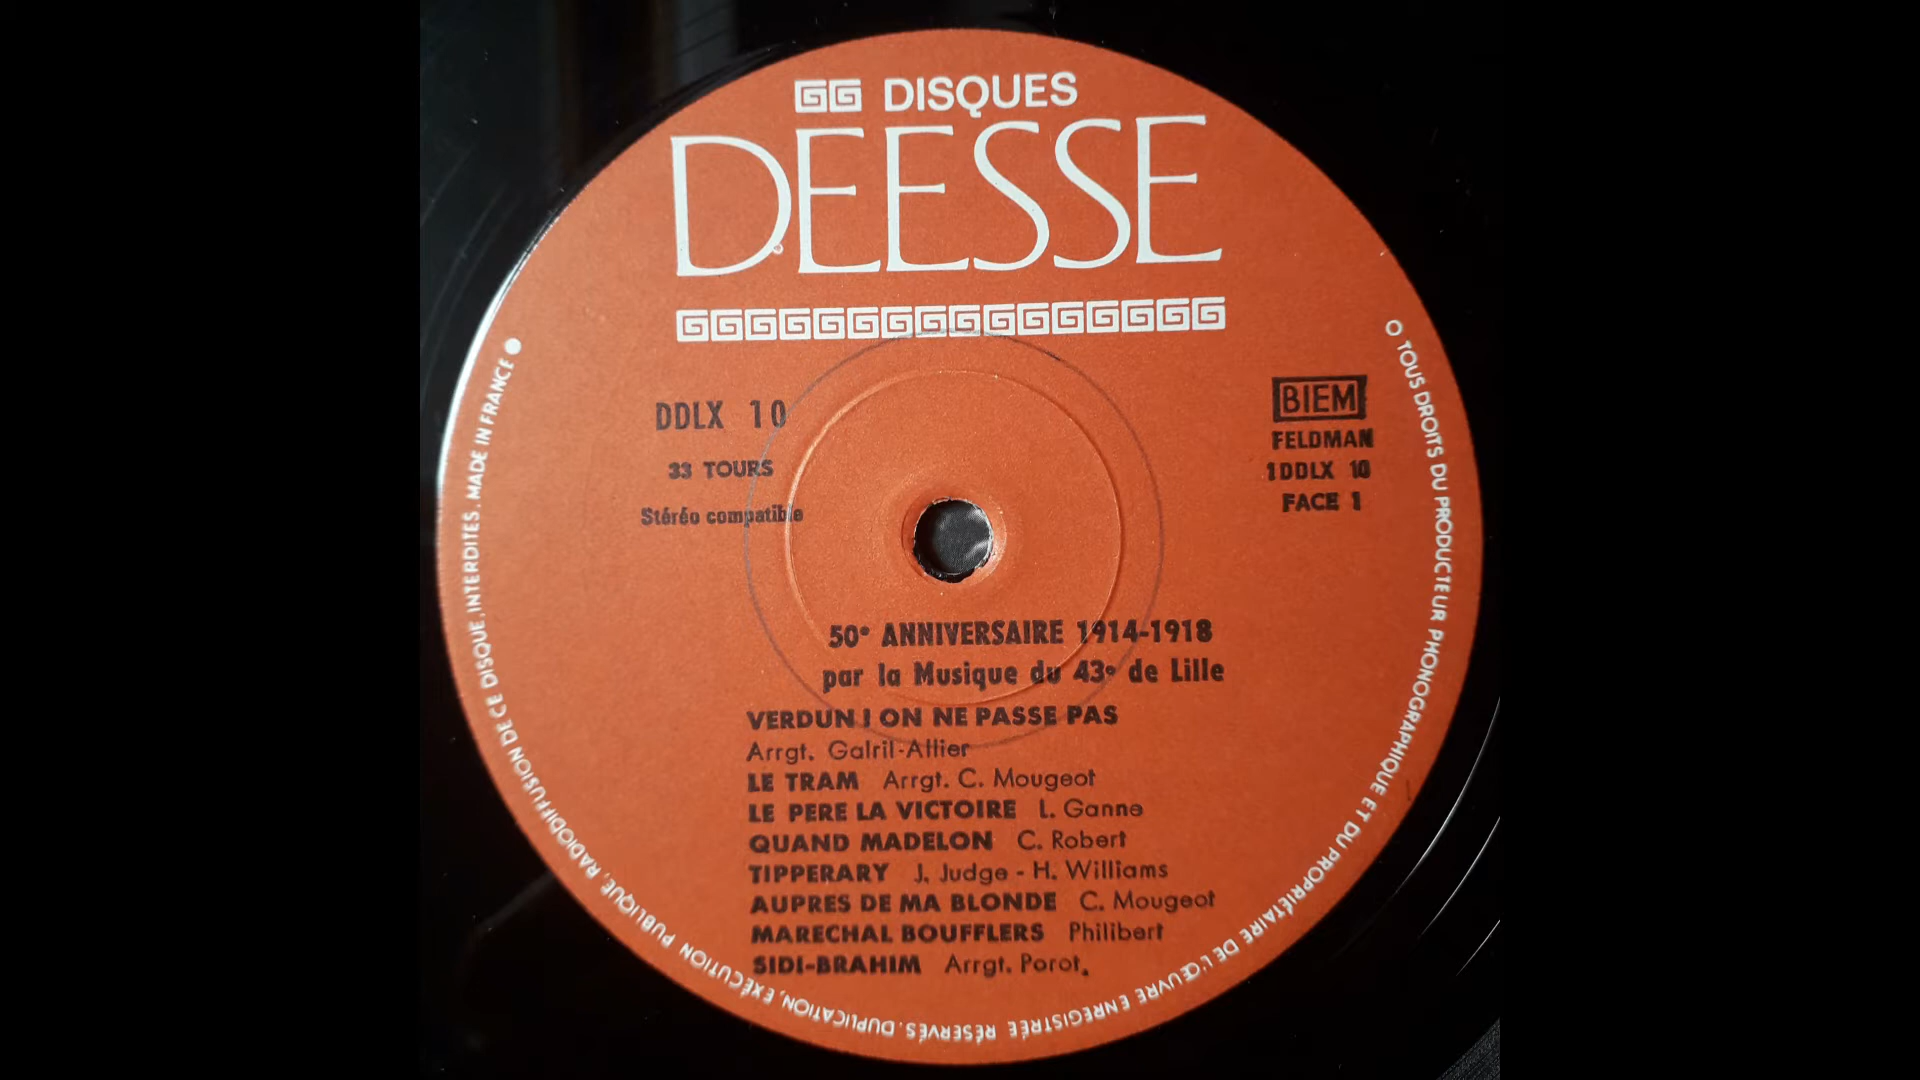 DISQUES
DEESSE
DDLX 10
33 TOURS
Stéréo compatible
BIEM
FELDMAN
1DDLX 10
FACE 1
50e ANNIVERSAIRE 1914-1918
par la Musique du 43e de Lille
VERDUN ! ON NE PASSE PAS
Arrgt. Galril-Allier
LE TRAM Arrgt. C. Mougeot
LE PERE LA VICTOIRE L. Ganne
QUAND MADELON C. Robert
TIPPERARY J. Judge - H. Williams
AUPRES DE MA BLONDE C. Mougeot
MARECHAL BOUFFLERS Philibert
SIDI-BRAHIM Arrgt. Porot.
O TOUS DROITS DU PRODUCTEUR PHONOGRAPHIQUE ET DU PROPRIÉTAIRE DE L'ŒUVRE ENREGISTRÉE RÉSERVÉS. DUPLICATION, EXÉCUTION PUBLIQUE, RADIODIFFUSION DE CE DISQUE, INTERDITES. MADE IN FRANCE